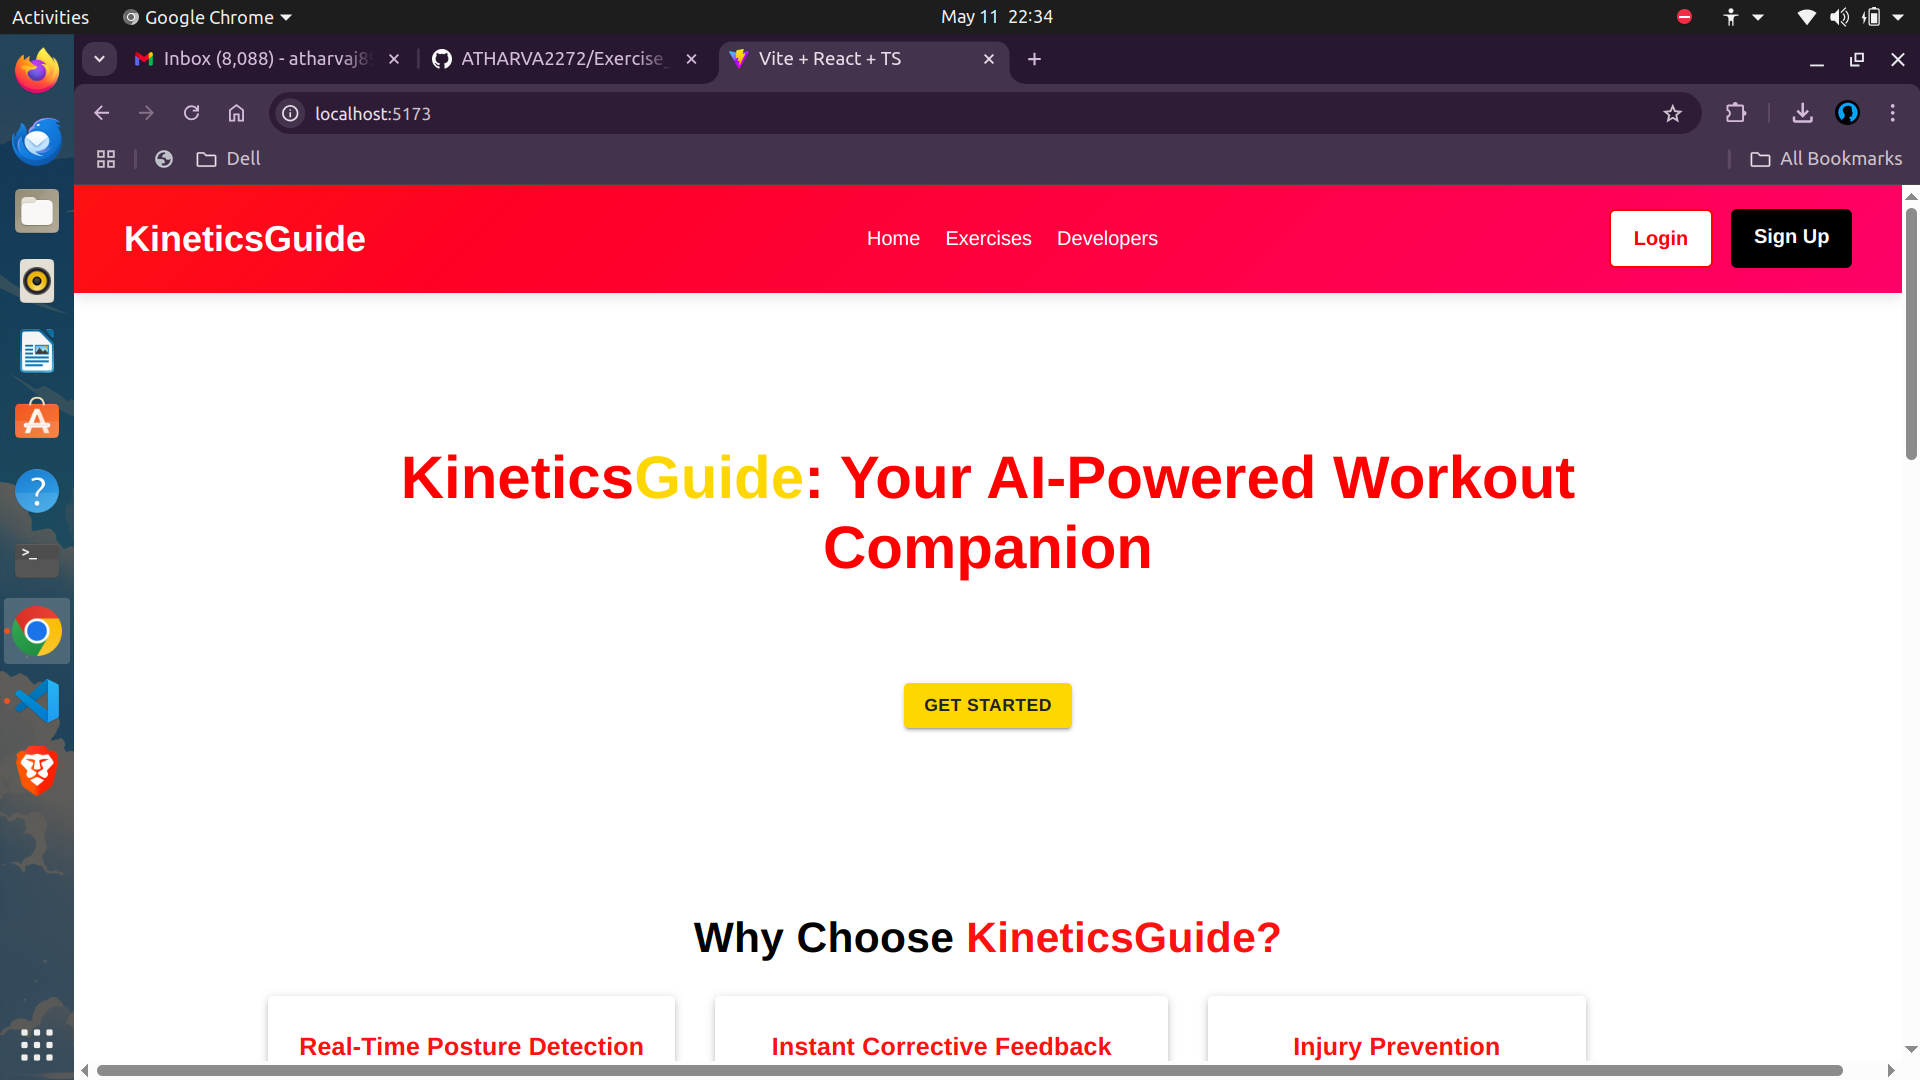 Activities
Google Chrome
May 11 22:34
Inbox (8,088) - atharvaj8
ATHARVA2272/Exercise_
Vite + React + TS
localhost:5173
Dell
All Bookmarks
KineticsGuide
Home
Exercises
Developers
Login
Sign Up
KineticsGuide: Your AI-Powered Workout
Companion
GET STARTED
Why Choose KineticsGuide?
Real-Time Posture Detection
Instant Corrective Feedback
Injury Prevention